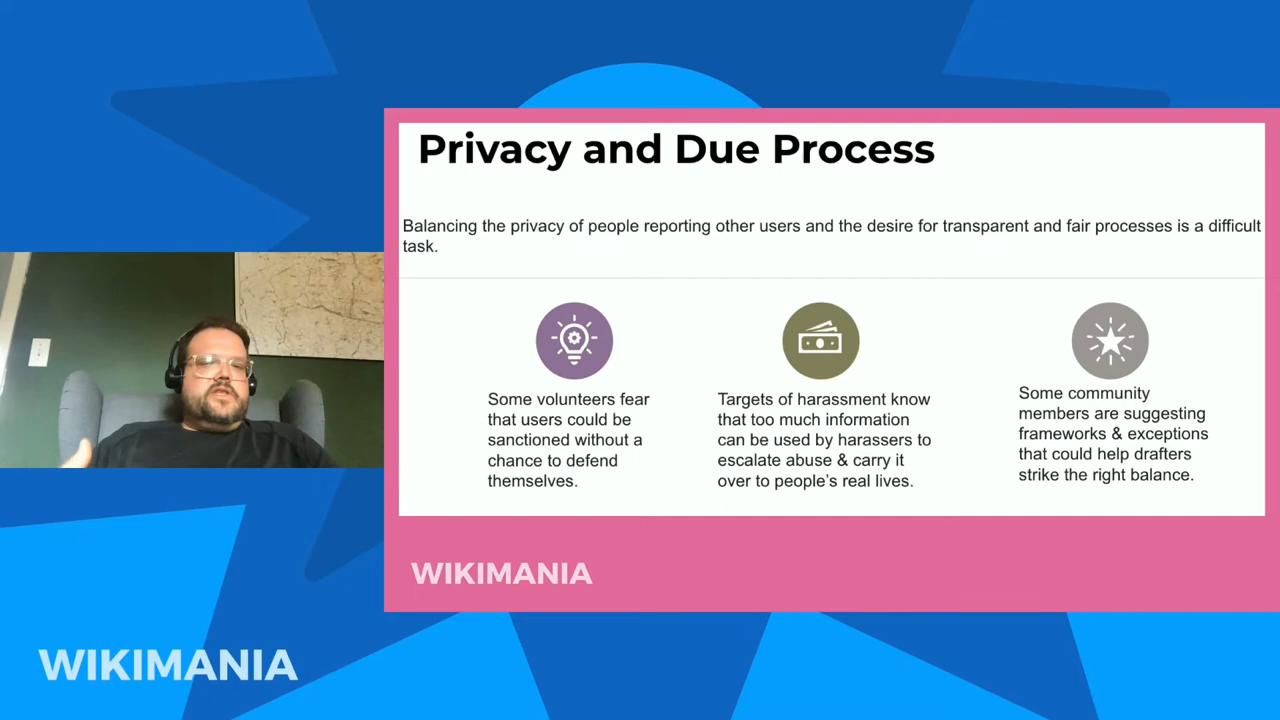 Privacy and Due Process
Balancing the privacy of people reporting other users and the desire for transparent and fair processes is a difficult
task.
Some volunteers fear
that users could be
sanctioned without a
chance to defend
themselves.
Targets of harassment know
that too much information
can be used by harassers to
escalate abuse & carry it
over to people's real lives.
Some community
members are suggesting
frameworks & exceptions
that could help drafters
strike the right balance.
WIKIMANIA
WIKIMANIA